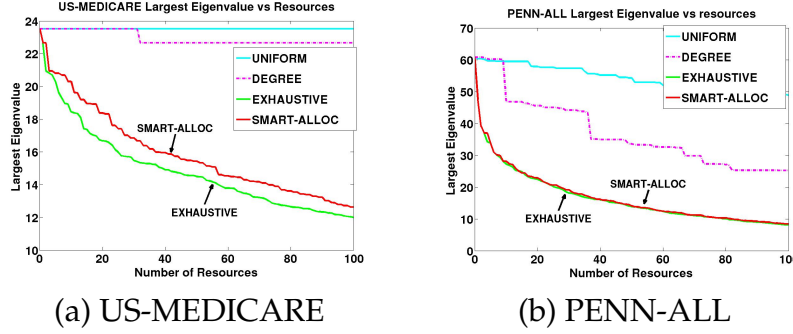 US-MEDICARE Largest Eigenvalue vs Resources
24
22
20
18
16
14
12
10
Largest Eigenvalue
UNIFORM
DEGREE
EXHAUSTIVE
SMART-ALLOC
SMART-ALLOC
EXHAUSTIVE
0 20 40 60 80 100
Number of Resources
(a) US-MEDICARE
PENN-ALL Largest Eigenvalue vs resources
70
60
50
40
30
20
10
0
Largest Eigenvalue
UNIFORM
DEGREE
EXHAUSTIVE
SMART-ALLOC
SMART-ALLOC
EXHAUSTIVE
0 20 40 60 80 100
Number of Resources
(b) PENN-ALL